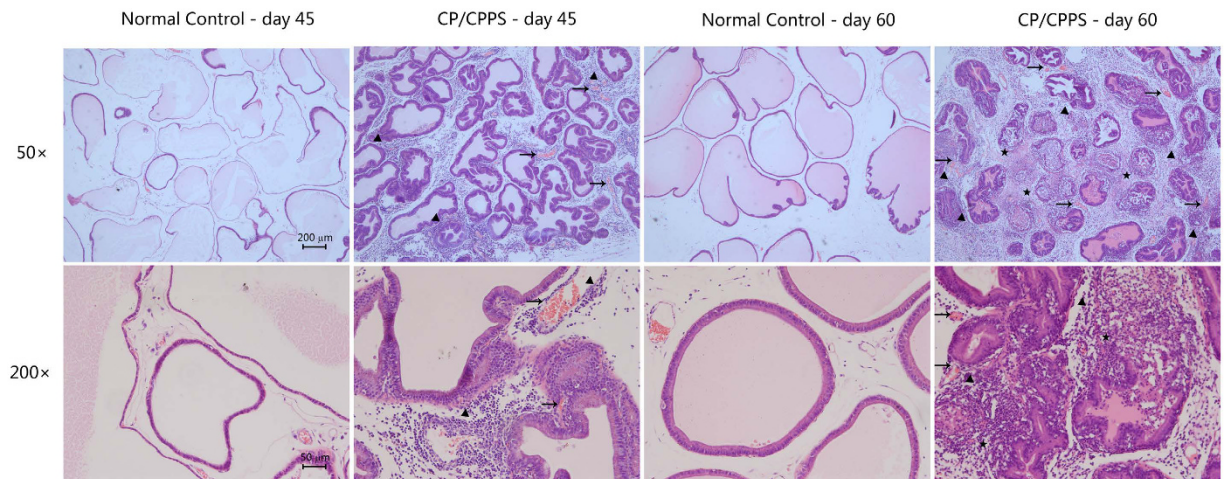 Normal Control - day 45
CP/CPPS - day 45
Normal Control - day 60
CP/CPPS - day 60
50×
200 μm
200×
50 μm